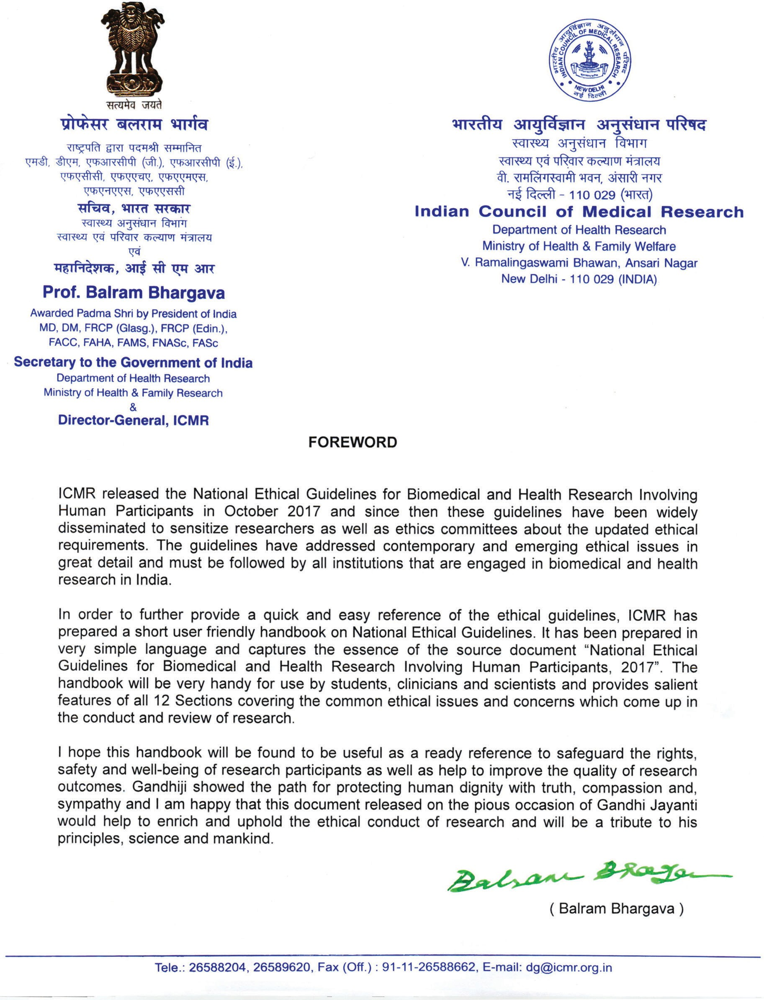 सत्यमेव जयते
प्रोफेसर बलराम भार्गव
राष्ट्रपति द्वारा पदमश्री सम्मानित
एमडी, डीएम, एफआरसीपी (जी.), एफआरसीपी (ई.),
एफएसीसी, एफएएचए, एफएएमएस,
एफएनएएस, एफएएससी
सचिव, भारत सरकार
स्वास्थ्य अनुसंधान विभाग
स्वास्थ्य एवं परिवार कल्याण मंत्रालय
एवं
महानिदेशक, आई सी एम आर
Prof. Balram Bhargava
Awarded Padma Shri by President of India
MD, DM, FRCP (Glasg.), FRCP (Edin.),
FACC, FAHA, FAMS, FNASc, FASc
Secretary to the Government of India
Department of Health Research
Ministry of Health & Family Research
&
Director-General, ICMR
भारतीय आयुर्विज्ञान अनुसंधान परिषद
INDIAN COUNCIL OF MEDICAL RESEARCH
NEW DELHI
नई दिल्ली
भारतीय आयुर्विज्ञान अनुसंधान परिषद
स्वास्थ्य अनुसंधान विभाग
स्वास्थ्य एवं परिवार कल्याण मंत्रालय
वी. रामलिंगस्वामी भवन, अंसारी नगर
नई दिल्ली - 110 029 (भारत)
Indian Council of Medical Research
Department of Health Research
Ministry of Health & Family Welfare
V. Ramalingaswami Bhawan, Ansari Nagar
New Delhi - 110 029 (INDIA)
FOREWORD
ICMR released the National Ethical Guidelines for Biomedical and Health Research Involving
Human Participants in October 2017 and since then these guidelines have been widely
disseminated to sensitize researchers as well as ethics committees about the updated ethical
requirements. The guidelines have addressed contemporary and emerging ethical issues in
great detail and must be followed by all institutions that are engaged in biomedical and health
research in India.
In order to further provide a quick and easy reference of the ethical guidelines, ICMR has
prepared a short user friendly handbook on National Ethical Guidelines. It has been prepared in
very simple language and captures the essence of the source document “National Ethical
Guidelines for Biomedical and Health Research Involving Human Participants, 2017”. The
handbook will be very handy for use by students, clinicians and scientists and provides salient
features of all 12 Sections covering the common ethical issues and concerns which come up in
the conduct and review of research.
I hope this handbook will be found to be useful as a ready reference to safeguard the rights,
safety and well-being of research participants as well as help to improve the quality of research
outcomes. Gandhiji showed the path for protecting human dignity with truth, compassion and,
sympathy and I am happy that this document released on the pious occasion of Gandhi Jayanti
would help to enrich and uphold the ethical conduct of research and will be a tribute to his
principles, science and mankind.
Balram
( Balram Bhargava )
Tele.: 26588204, 26589620, Fax (Off.) : 91-11-26588662, E-mail: dg@icmr.org.in